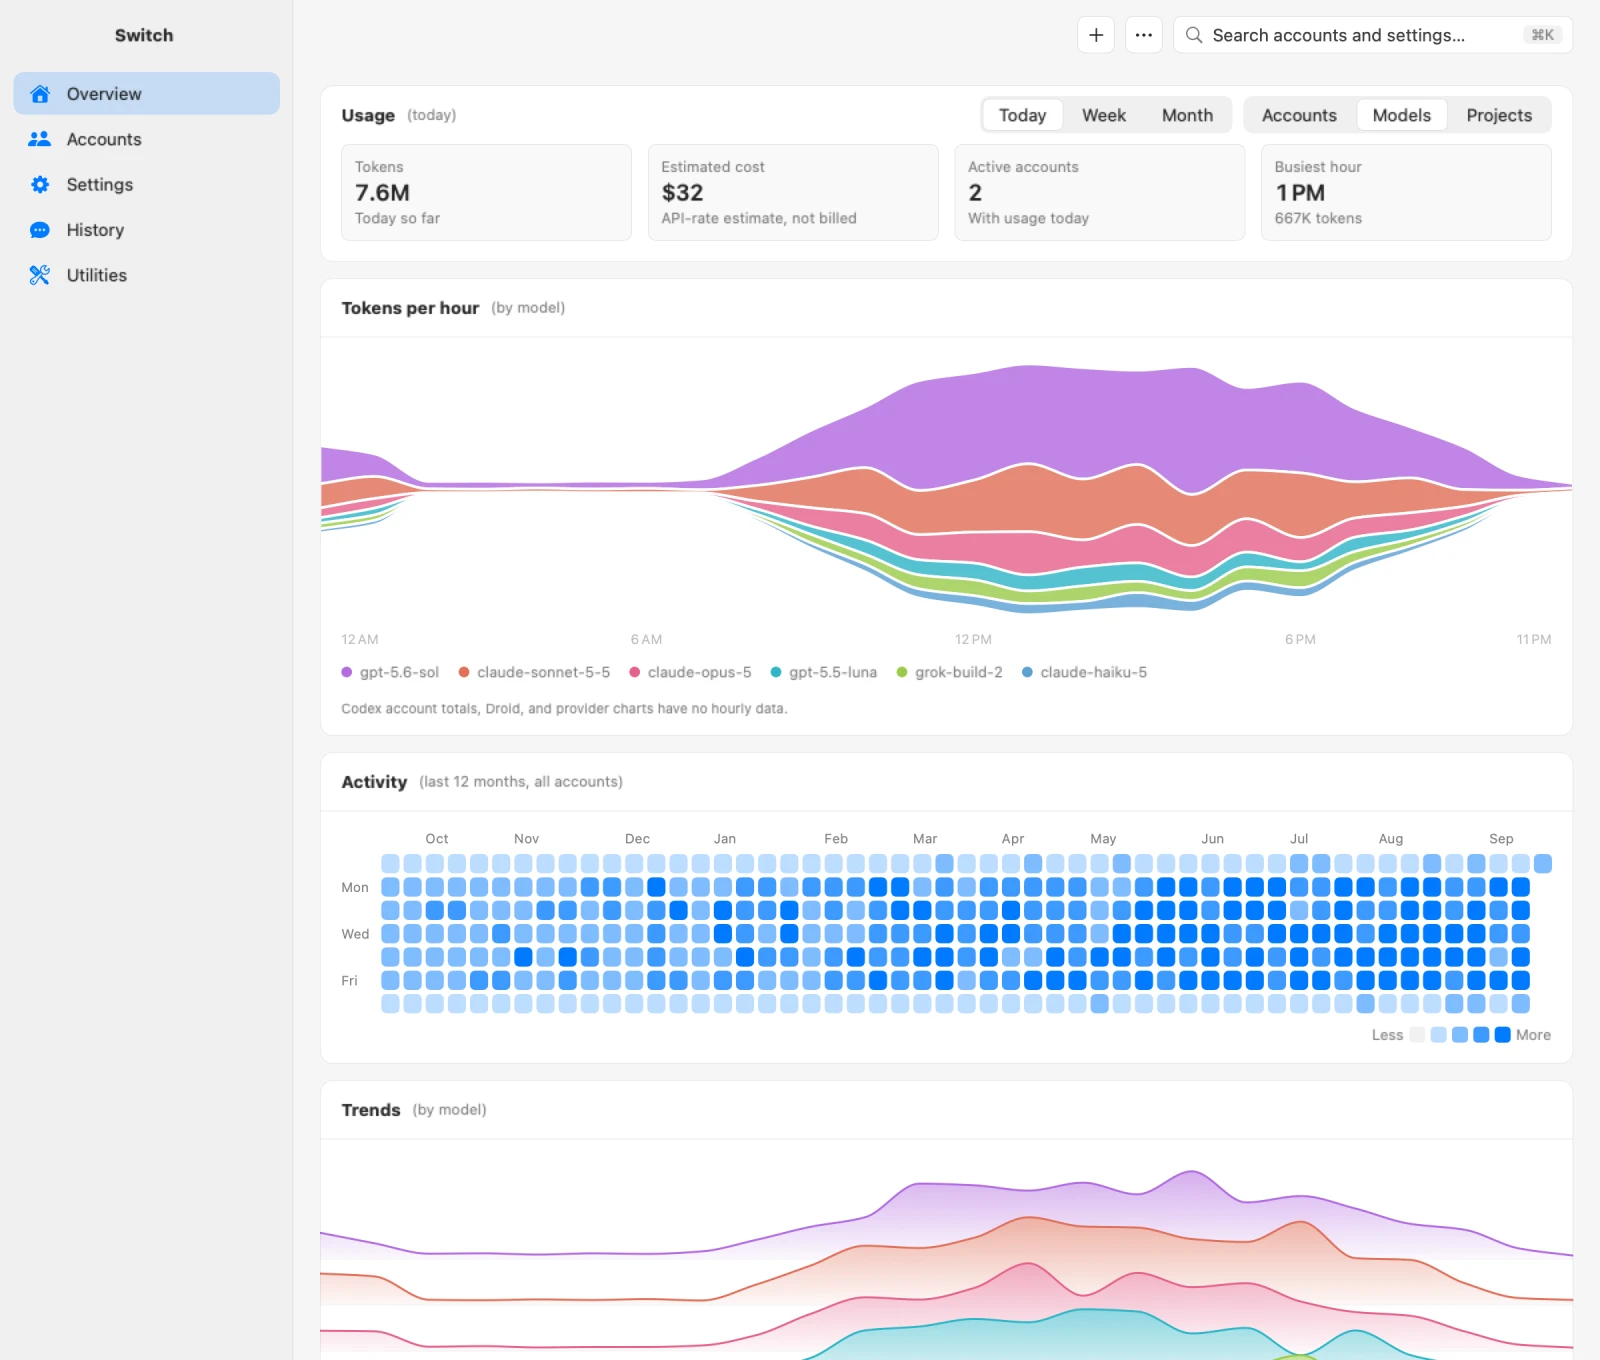 Switch
Overview
Accounts
Settings
History
Utilities
Search accounts and settings... ⌘K
Usage (today)
Today Week Month
Accounts Models Projects
Tokens
7.6M
Today so far
Estimated cost
$32
API-rate estimate, not billed
Active accounts
2
With usage today
Busiest hour
1 PM
667K tokens
Tokens per hour (by model)
12 AM 6 AM 12 PM 6 PM 11 PM
gpt-5.6-sol claude-sonnet-5-5 claude-opus-5 gpt-5.5-luna grok-build-2 claude-haiku-5
Codex account totals, Droid, and provider charts have no hourly data.
Activity (last 12 months, all accounts)
Oct Nov Dec Jan Feb Mar Apr May Jun Jul Aug Sep
Mon
Wed
Fri
Less More
Trends (by model)